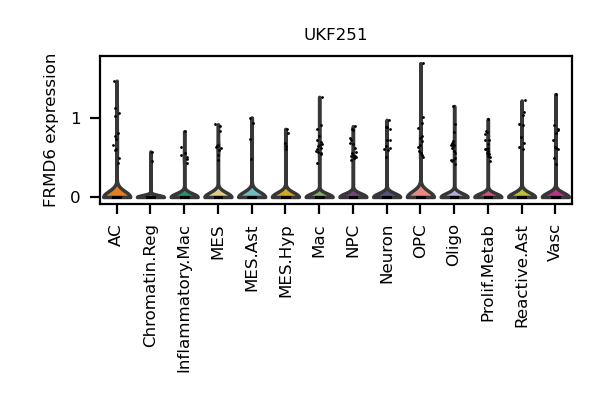 UKF251
FRMD6 expression
1
0
AC
Chromatin.Reg
Inflammatory.Mac
MES
MES.Ast
MES.Hyp
Mac
NPC
Neuron
OPC
Oligo
Prolif.Metab
Reactive.Ast
Vasc